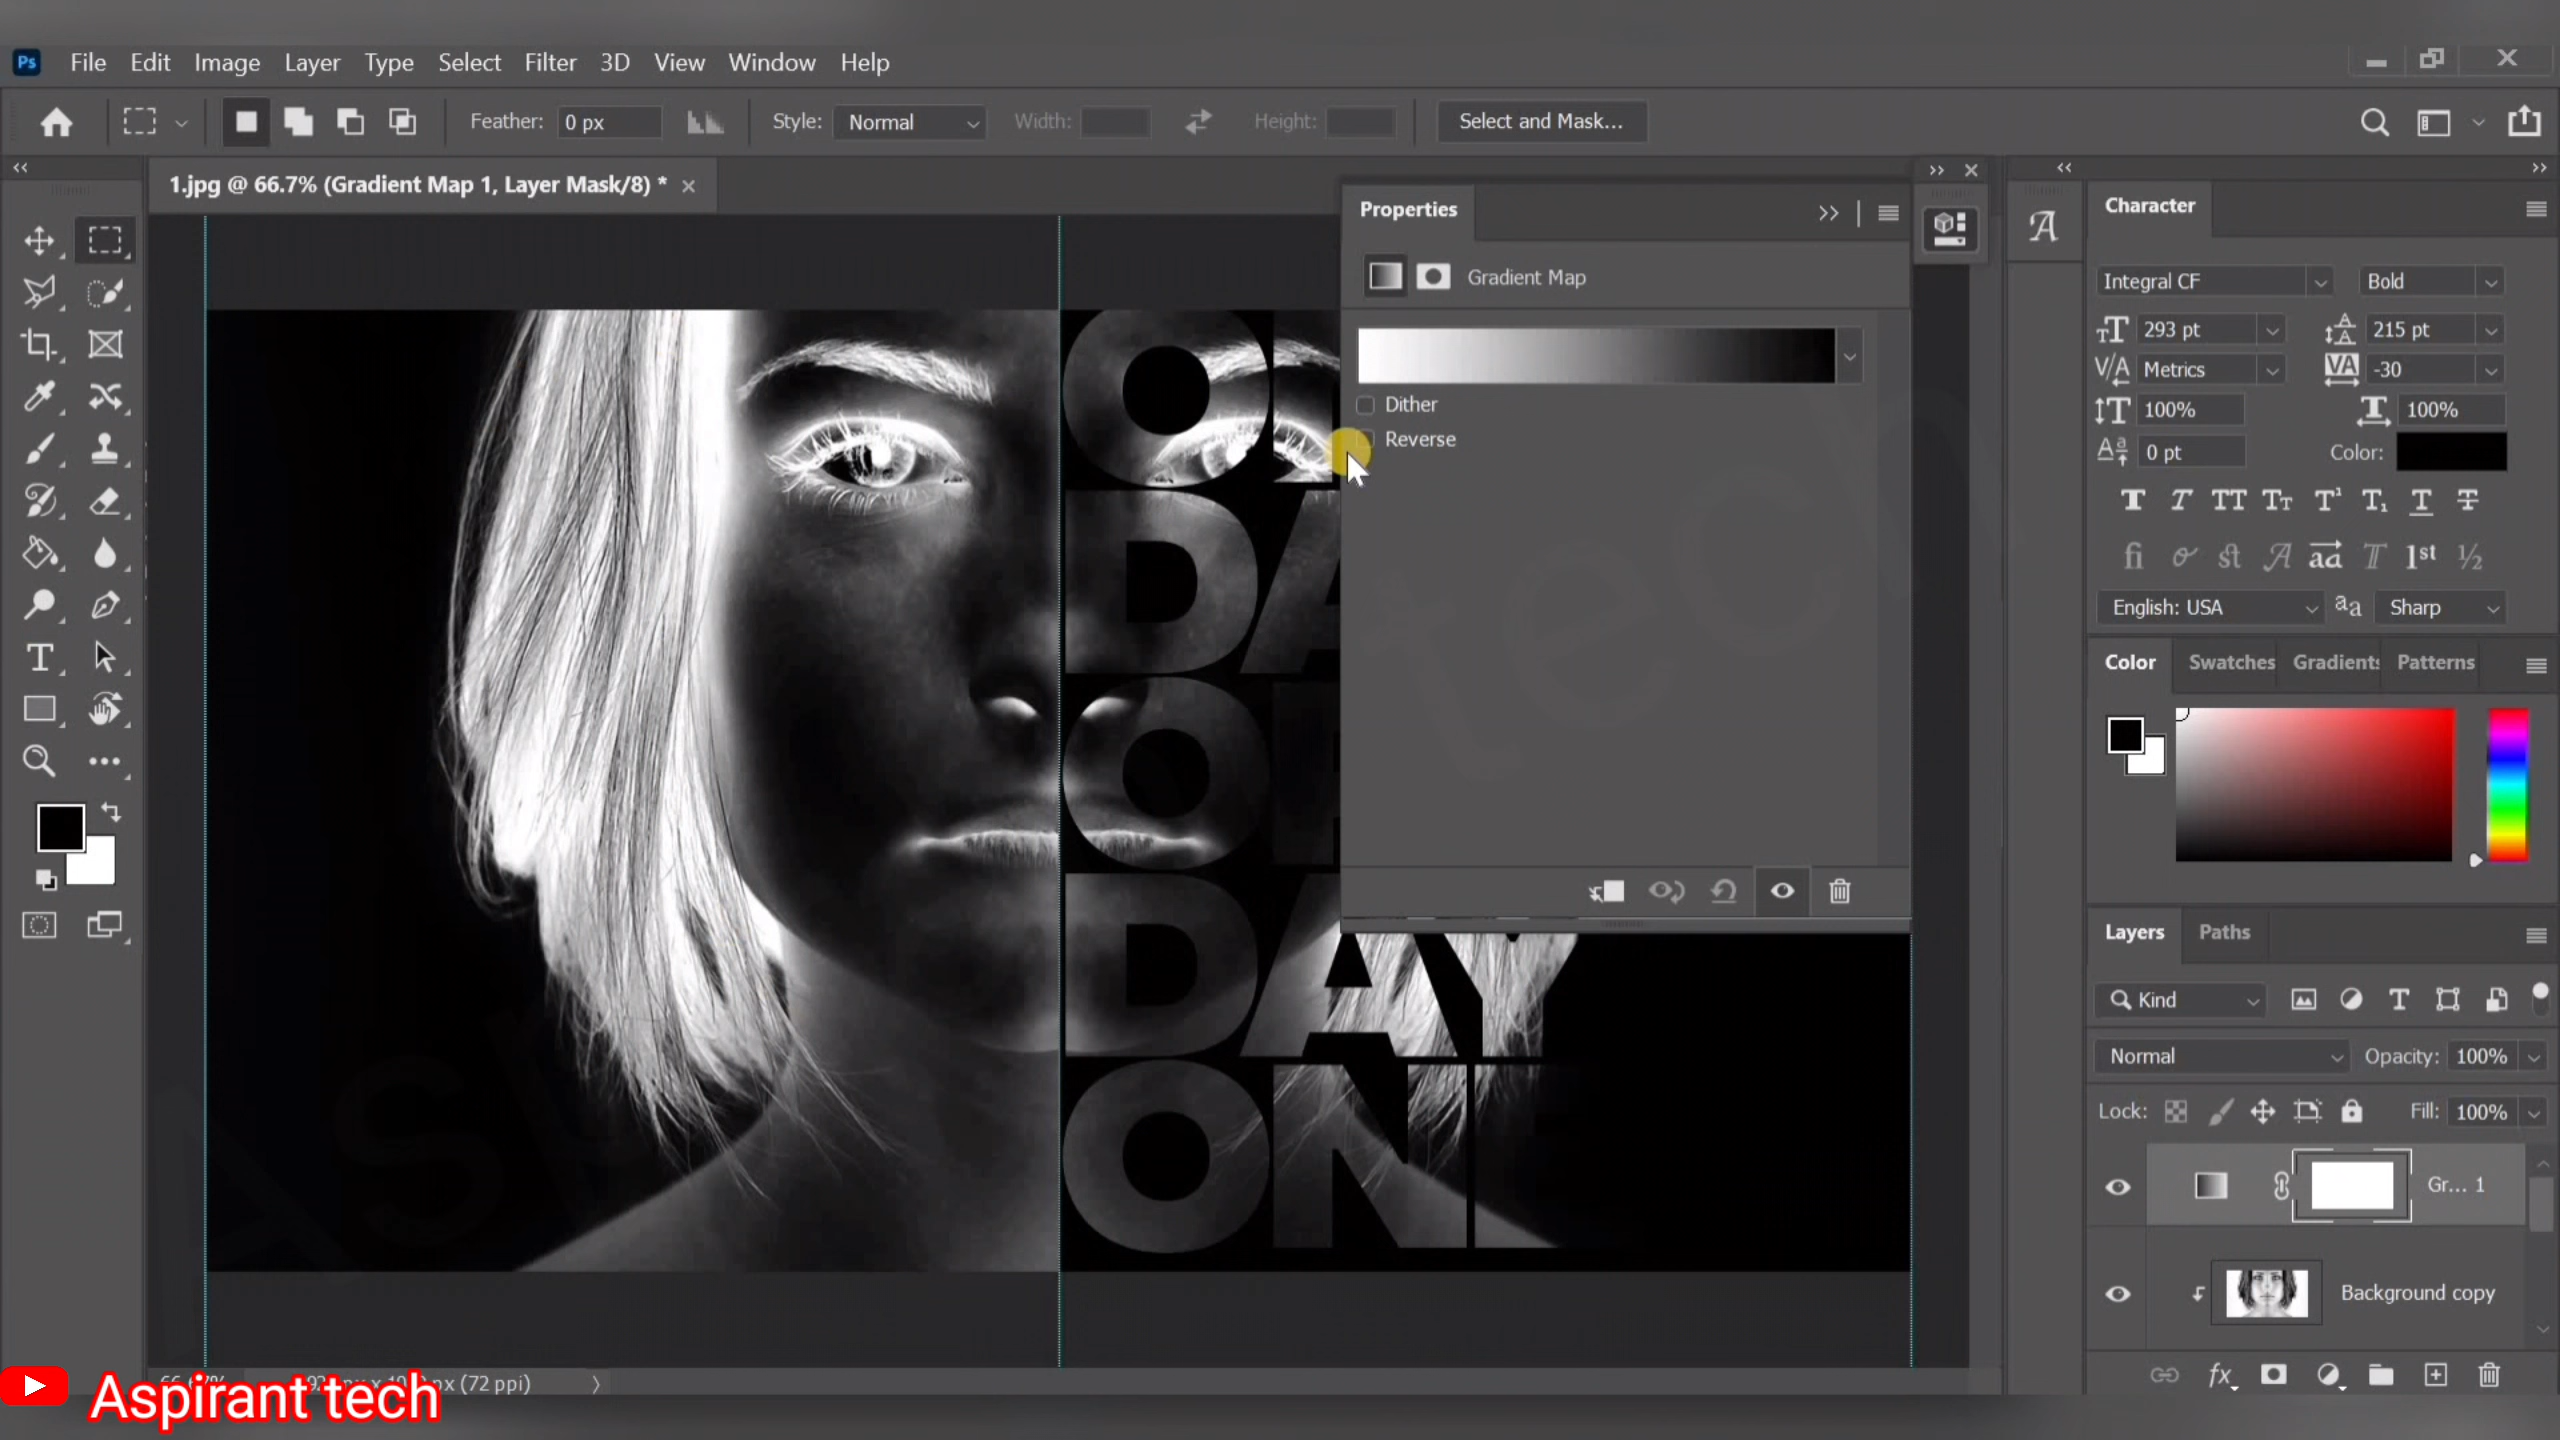 Ps File Edit Image Layer Type Select Filter 3D View Window Help
Feather: 0 px Style: Normal Width: Height: Select and Mask...
1.jpg @ 66.7% (Gradient Map 1, Layer Mask/8) *
Properties
Gradient Map
Dither
Reverse
Character
Integral CF Bold
293 pt 215 pt
Metrics -30
100% 100%
0 pt Color:
English: USA aa Sharp
Color Swatches Gradients Patterns
Layers Paths
Kind
Normal Opacity: 100%
Lock: Fill: 100%
Gr... 1
Background copy
DAY
ON
px (72 ppi)
Aspirant tech